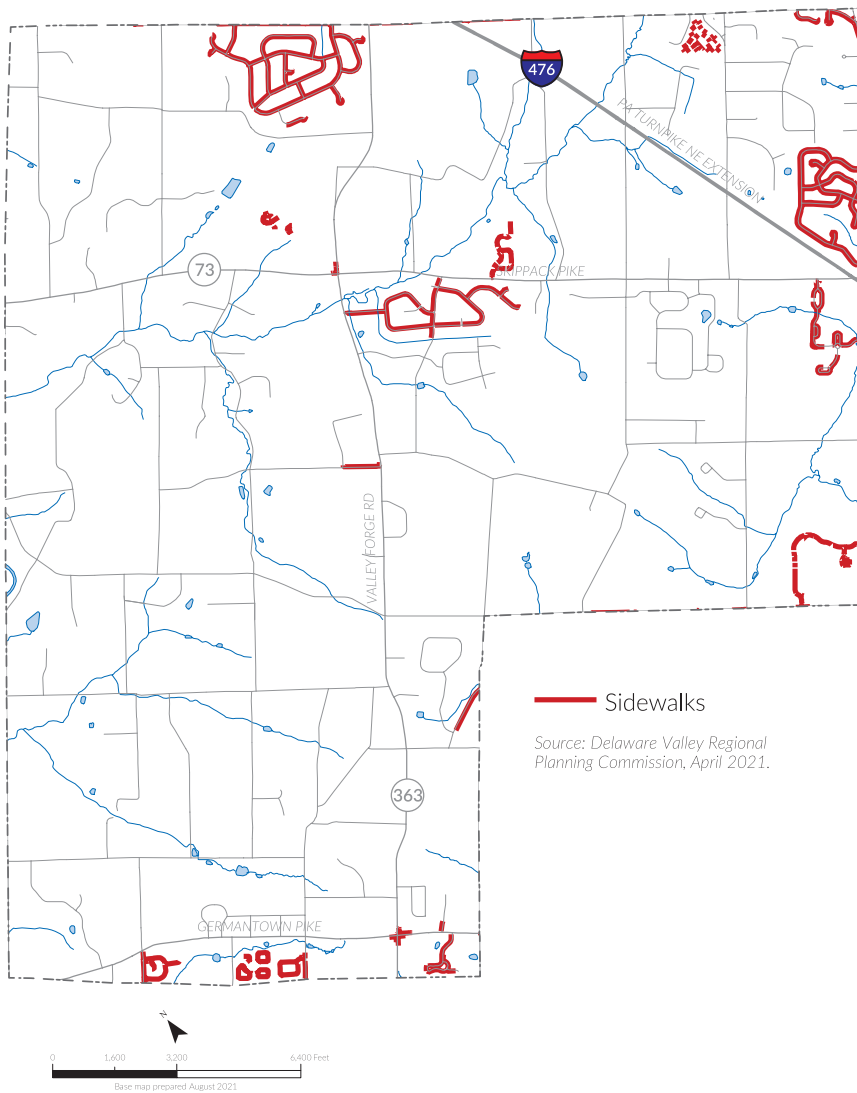 476
PA TURNPIKE NE EXTENSION
73
SKIPPACK PIKE
VALLEY FORGE RD
Sidewalks
Source: Delaware Valley Regional
Planning Commission, April 2021.
363
GERMANTOWN PIKE
N
0 1,600 3,200 6,400 Feet
Base map prepared August 2021